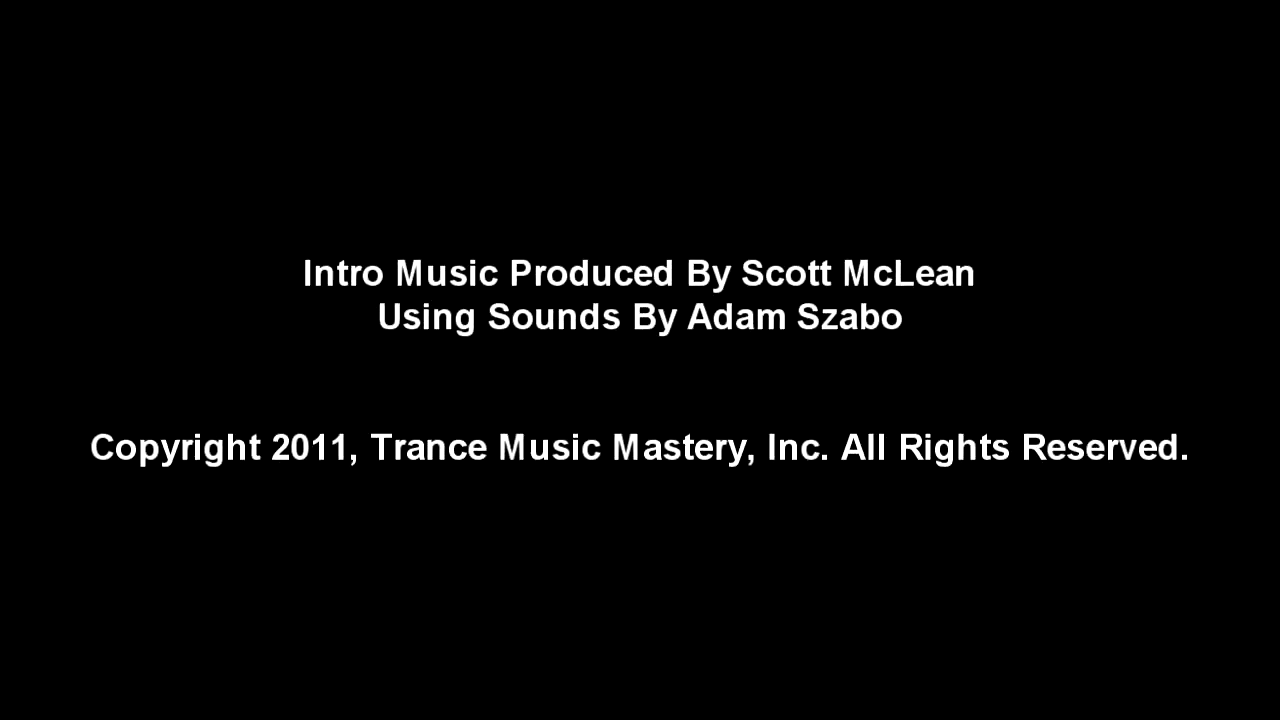 Intro Music Produced By Scott McLean
Using Sounds By Adam Szabo
Copyright 2011, Trance Music Mastery, Inc. All Rights Reserved.